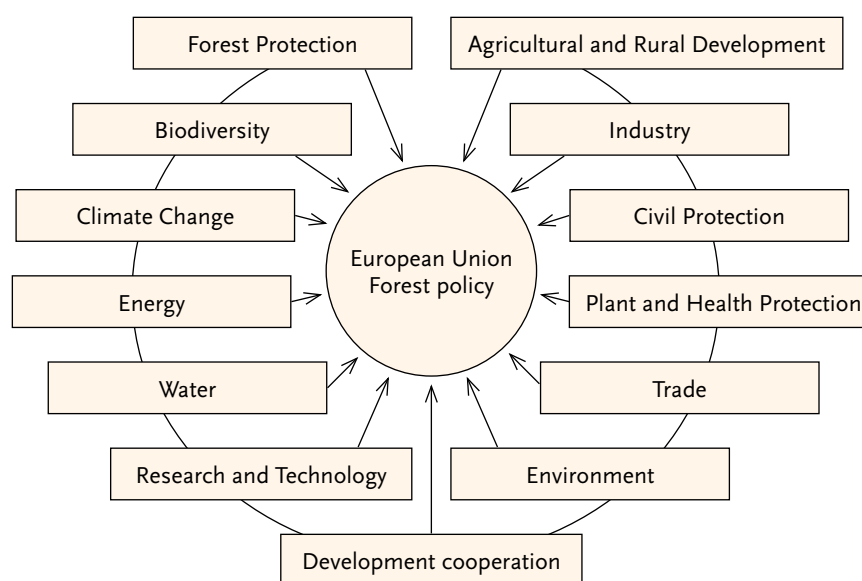 Forest Protection
Agricultural and Rural Development
Biodiversity
Industry
Climate Change
Civil Protection
European Union
Forest policy
Energy
Plant and Health Protection
Water
Trade
Research and Technology
Environment
Development cooperation